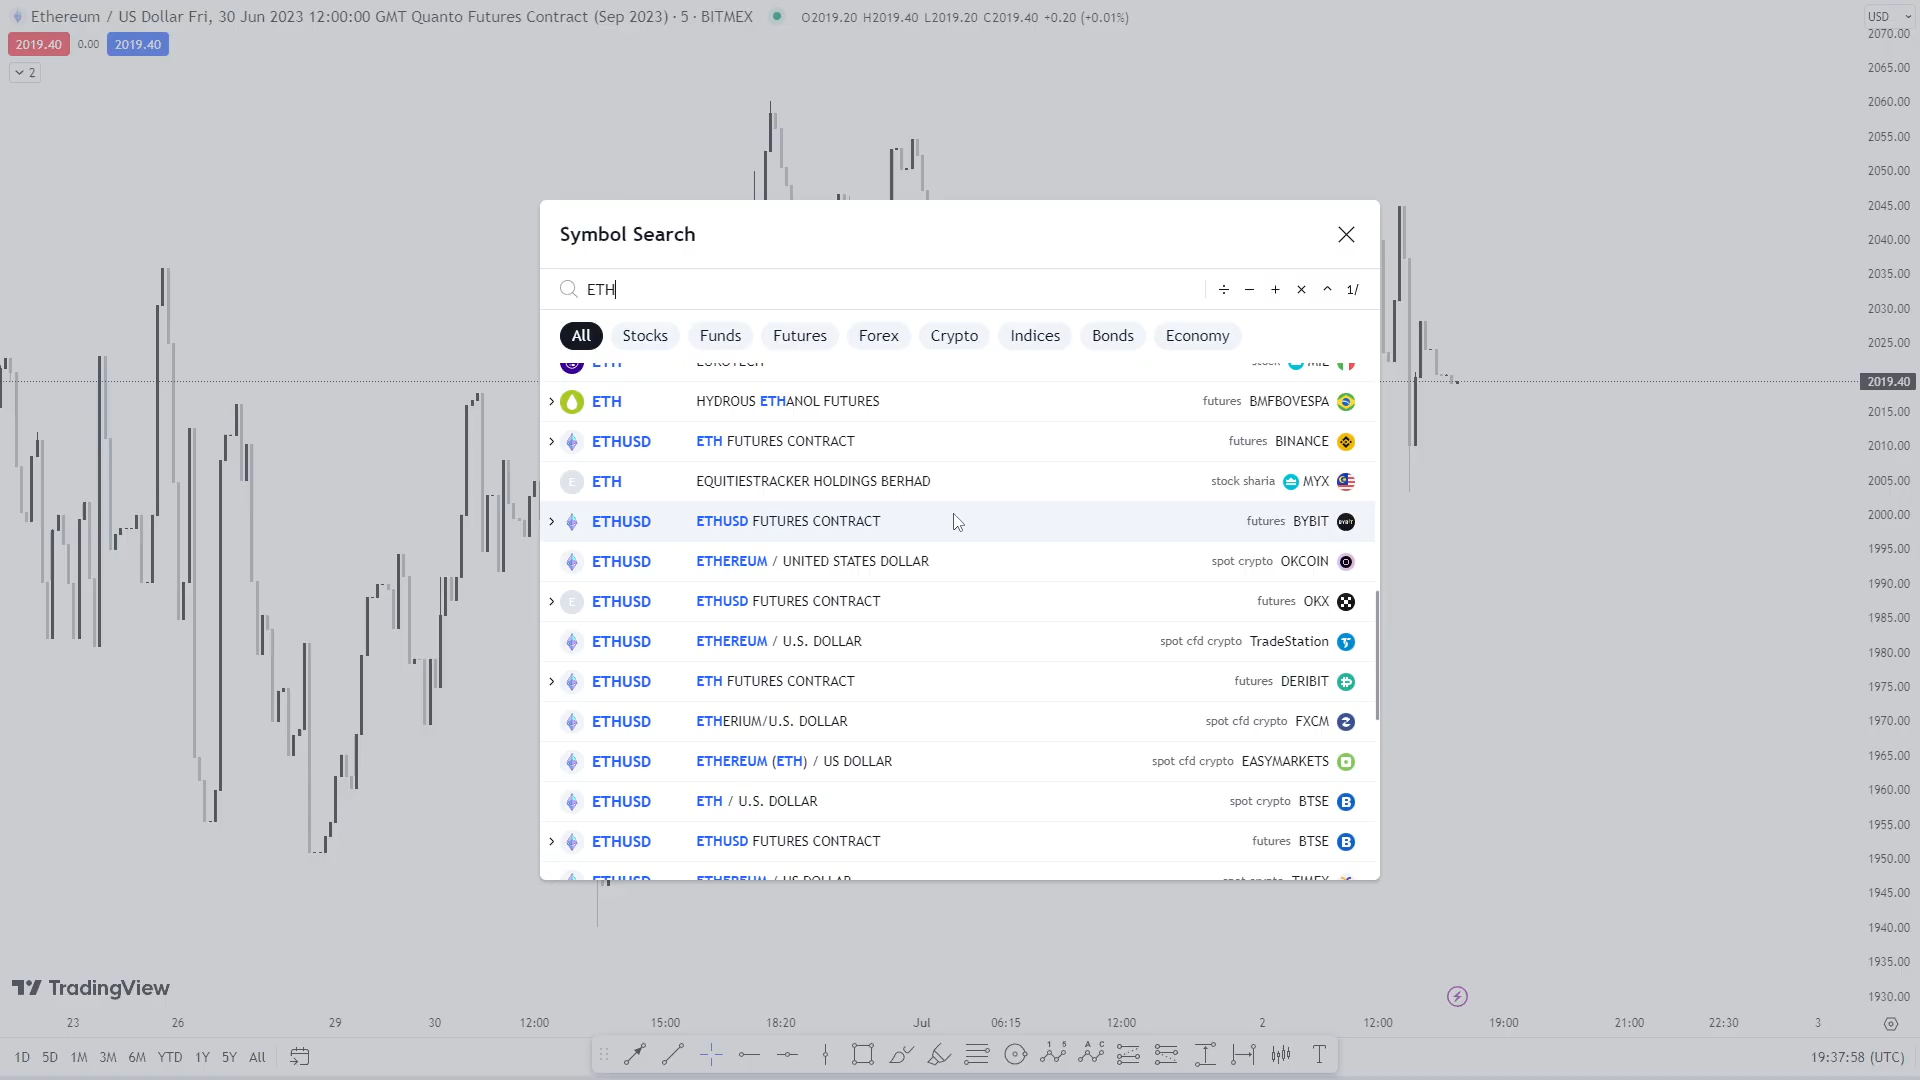 Ethereum / US Dollar Fri, 30 Jun 2023 12:00:00 GMT Quanto Futures Contract (Sep 2023) · 5 · BITMEX O2019.20 H2019.40 L2019.20 C2019.40 +0.20 (+0.01%)
USD
2019.40 0.00 2019.40
2
2070.00
2065.00
2060.00
2055.00
2050.00
2045.00
2040.00
2035.00
2030.00
2025.00
2019.40
2015.00
2010.00
2005.00
2000.00
1995.00
1990.00
1985.00
1980.00
1975.00
1970.00
1965.00
1960.00
1955.00
1950.00
1945.00
1940.00
1935.00
1930.00
Symbol Search
ETH ÷ − + × ^ 1/
All Stocks Funds Futures Forex Crypto Indices Bonds Economy
ETH EUROTECH stock MIL
ETH HYDROUS ETHANOL FUTURES futures BMFBOVESPA
ETHUSD ETH FUTURES CONTRACT futures BINANCE
ETH EQUITIESTRACKER HOLDINGS BERHAD stock sharia MYX
ETHUSD ETHUSD FUTURES CONTRACT futures BYBIT
ETHUSD ETHEREUM / UNITED STATES DOLLAR spot crypto OKCOIN
ETHUSD ETHUSD FUTURES CONTRACT futures OKX
ETHUSD ETHEREUM / U.S. DOLLAR spot cfd crypto TradeStation
ETHUSD ETH FUTURES CONTRACT futures DERIBIT
ETHUSD ETHERIUM/U.S. DOLLAR spot cfd crypto FXCM
ETHUSD ETHEREUM (ETH) / US DOLLAR spot cfd crypto EASYMARKETS
ETHUSD ETH / U.S. DOLLAR spot crypto BTSE
ETHUSD ETHUSD FUTURES CONTRACT futures BTSE
ETHUSD ETHEREUM / US DOLLAR spot crypto TIMEX
TradingView
23 26 29 30 12:00 15:00 18:20 Jul 06:15 12:00 2 12:00 19:00 21:00 22:30 3
1D 5D 1M 3M 6M YTD 1Y 5Y All
19:37:58 (UTC)